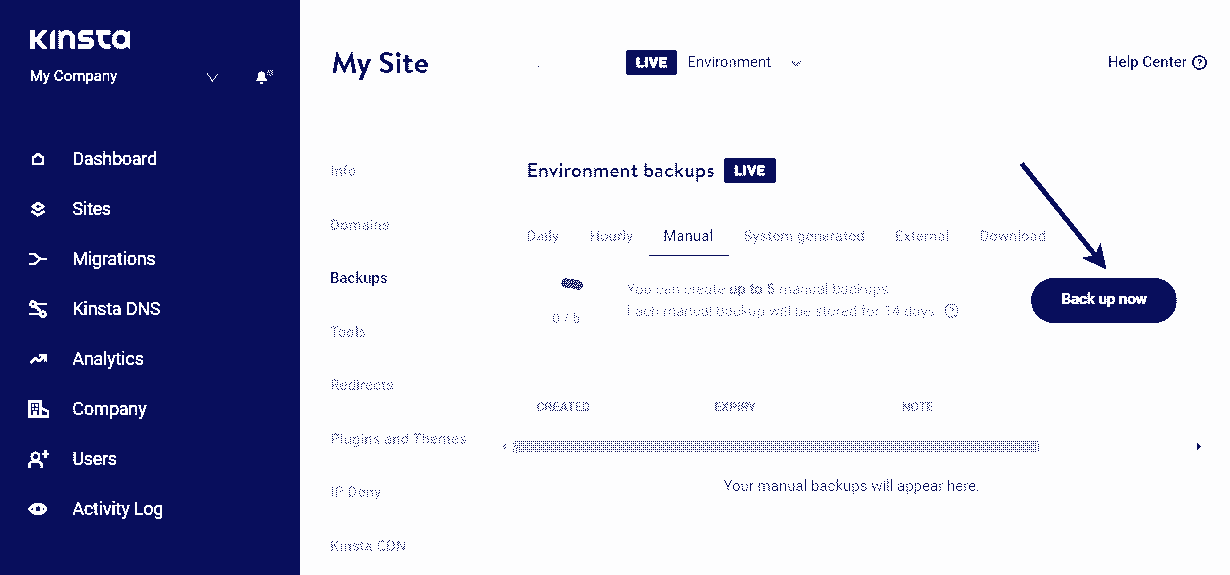 Kinsta
My Company
Dashboard
Sites
Migrations
Kinsta DNS
Analytics
Company
Users
Activity Log
My Site
LIVE Environment
Help Center
Info
Domains
Backups
Tools
Redirects
Plugins and Themes
IP Deny
Kinsta CDN
Environment backups LIVE
Daily Hourly Manual System generated External Download
0 / 5
You can create up to 5 manual backups.
Each manual backup will be stored for 14 days.
Back up now
CREATED EXPIRY NOTE
Your manual backups will appear here.